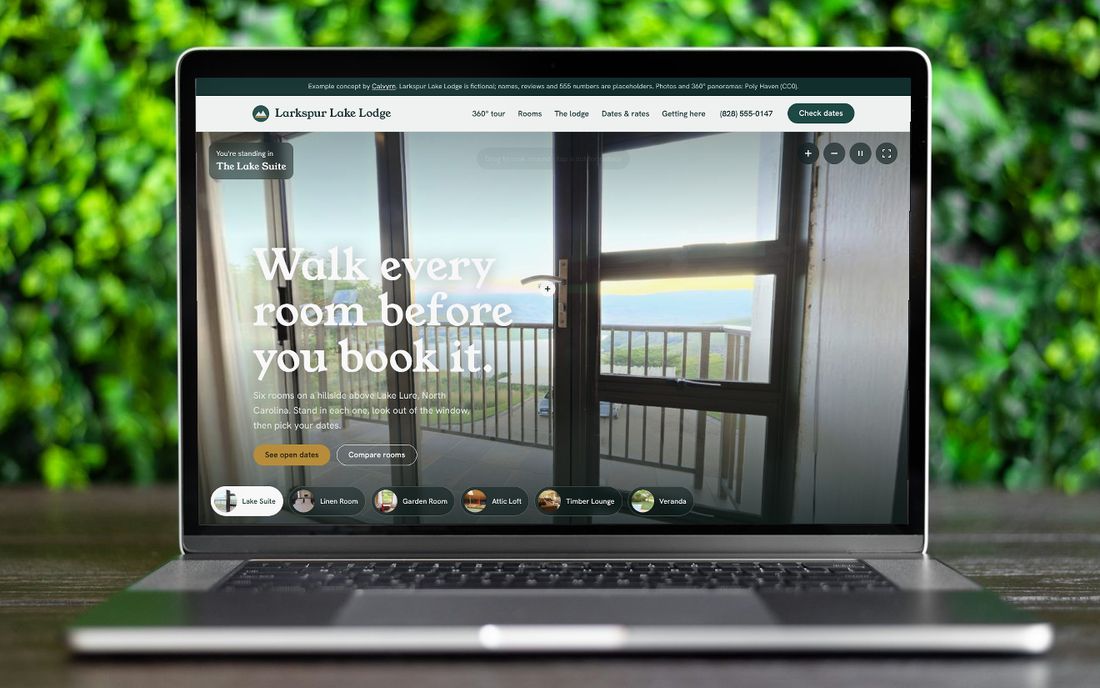 Example concept by Calvyrn. Larkspur Lake Lodge is fictional; names, reviews and 555 numbers are placeholders. Photos and 360° panoramas: Poly Haven (CC0).
Larkspur Lake Lodge
360° tour
Rooms
The lodge
Dates & rates
Getting here
(828) 555-0147
Check dates
You're standing in
The Lake Suite
Walk every
room before
you book it.
Six rooms on a hillside above Lake Lure, North
Carolina. Stand in each one, look out of the window,
then pick your dates.
See open dates
Compare rooms
Lake Suite
Linen Room
Garden Room
Attic Loft
Timber Lounge
Veranda